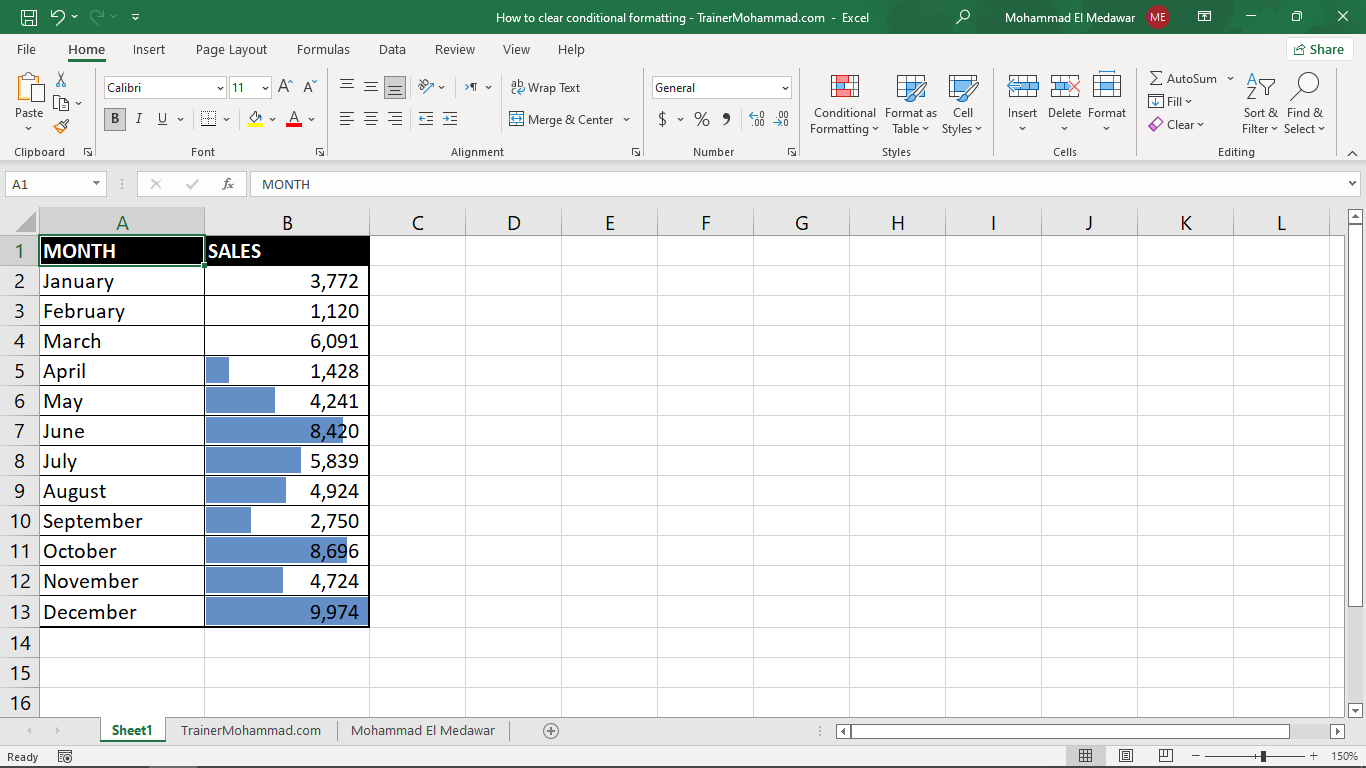 How to clear conditional formatting - TrainerMohammad.com - Excel
Mohammad El Medawar ME
File Home Insert Page Layout Formulas Data Review View Help Share
Paste
Clipboard
Calibri 11
B I U A
Font
ab Wrap Text
Merge & Center
Alignment
General
$ % 9 .00 .00
Number
Conditional Formatting
Format as Table
Cell Styles
Styles
Insert Delete Format
Cells
AutoSum
Fill
Clear
Sort & Filter
Find & Select
Editing
A1 fx MONTH
A B C D E F G H I J K L
1 MONTH SALES
2 January 3,772
3 February 1,120
4 March 6,091
5 April 1,428
6 May 4,241
7 June 8,420
8 July 5,839
9 August 4,924
10 September 2,750
11 October 8,696
12 November 4,724
13 December 9,974
14
15
16
Sheet1 TrainerMohammad.com Mohammad El Medawar
Ready 150%